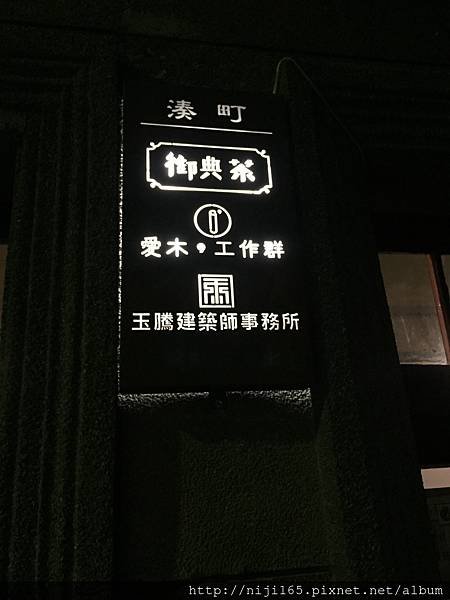 湊町
御典茶
愛木·工作群
玉騰建築師事務所
http://niji165.pixnet.net/album